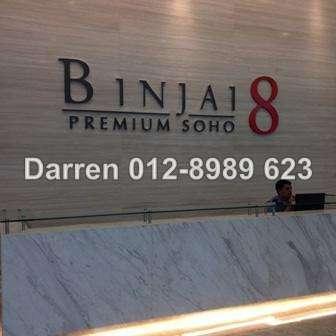 BINJAI 8
PREMIUM SOHO
Darren 012-8989 623